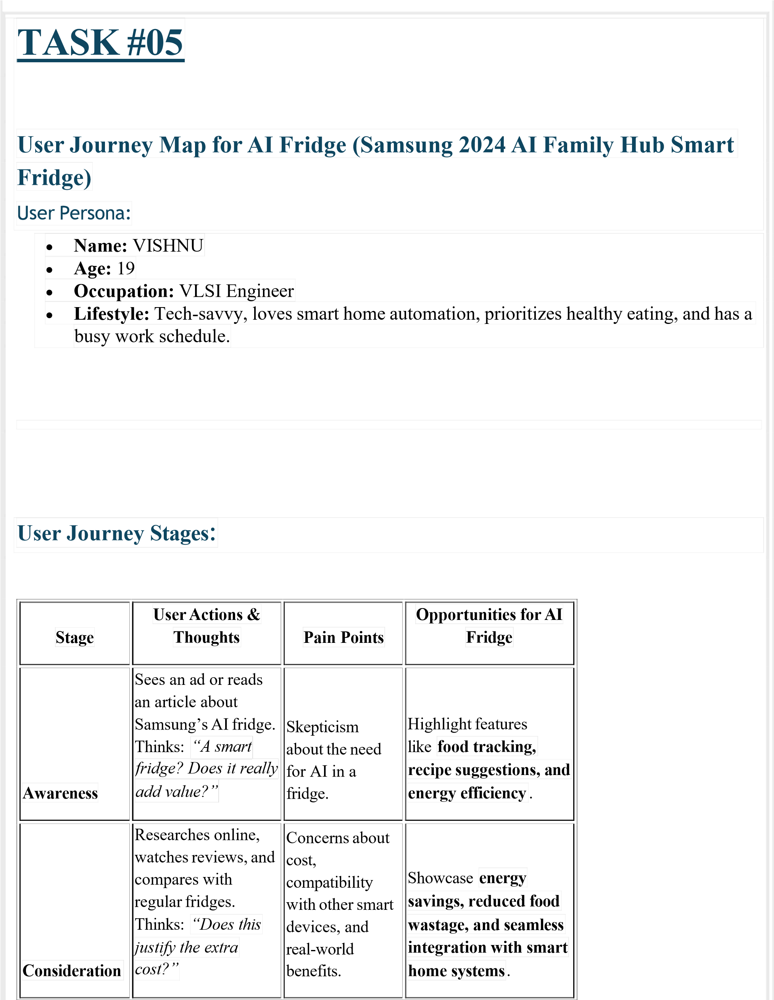 TASK #05
User Journey Map for AI Fridge (Samsung 2024 AI Family Hub Smart
Fridge)
User Persona:
• Name: VISHNU
• Age: 19
• Occupation: VLSI Engineer
• Lifestyle: Tech-savvy, loves smart home automation, prioritizes healthy eating, and has a
busy work schedule.
User Journey Stages:
Stage
User Actions &
Thoughts
Pain Points
Opportunities for AI
Fridge
Awareness
Sees an ad or reads
an article about
Samsung’s AI fridge.
Thinks: “A smart
fridge? Does it really
add value?”
Skepticism
about the need
for AI in a
fridge.
Highlight features
like food tracking,
recipe suggestions, and
energy efficiency.
Consideration
Researches online,
watches reviews, and
compares with
regular fridges.
Thinks: “Does this
justify the extra
cost?”
Concerns about
cost,
compatibility
with other smart
devices, and
real-world
benefits.
Showcase energy
savings, reduced food
wastage, and seamless
integration with smart
home systems.